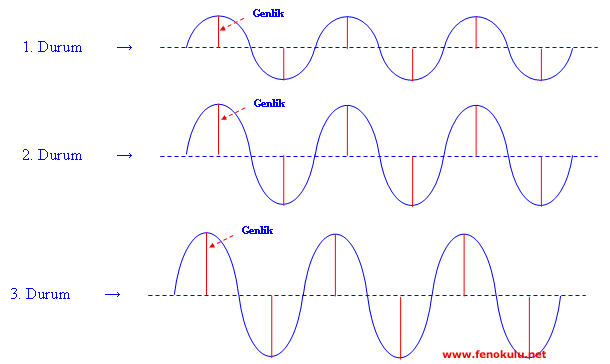 Genlik
1. Durum →
Genlik
2. Durum →
Genlik
3. Durum →
www.fenokulu.net